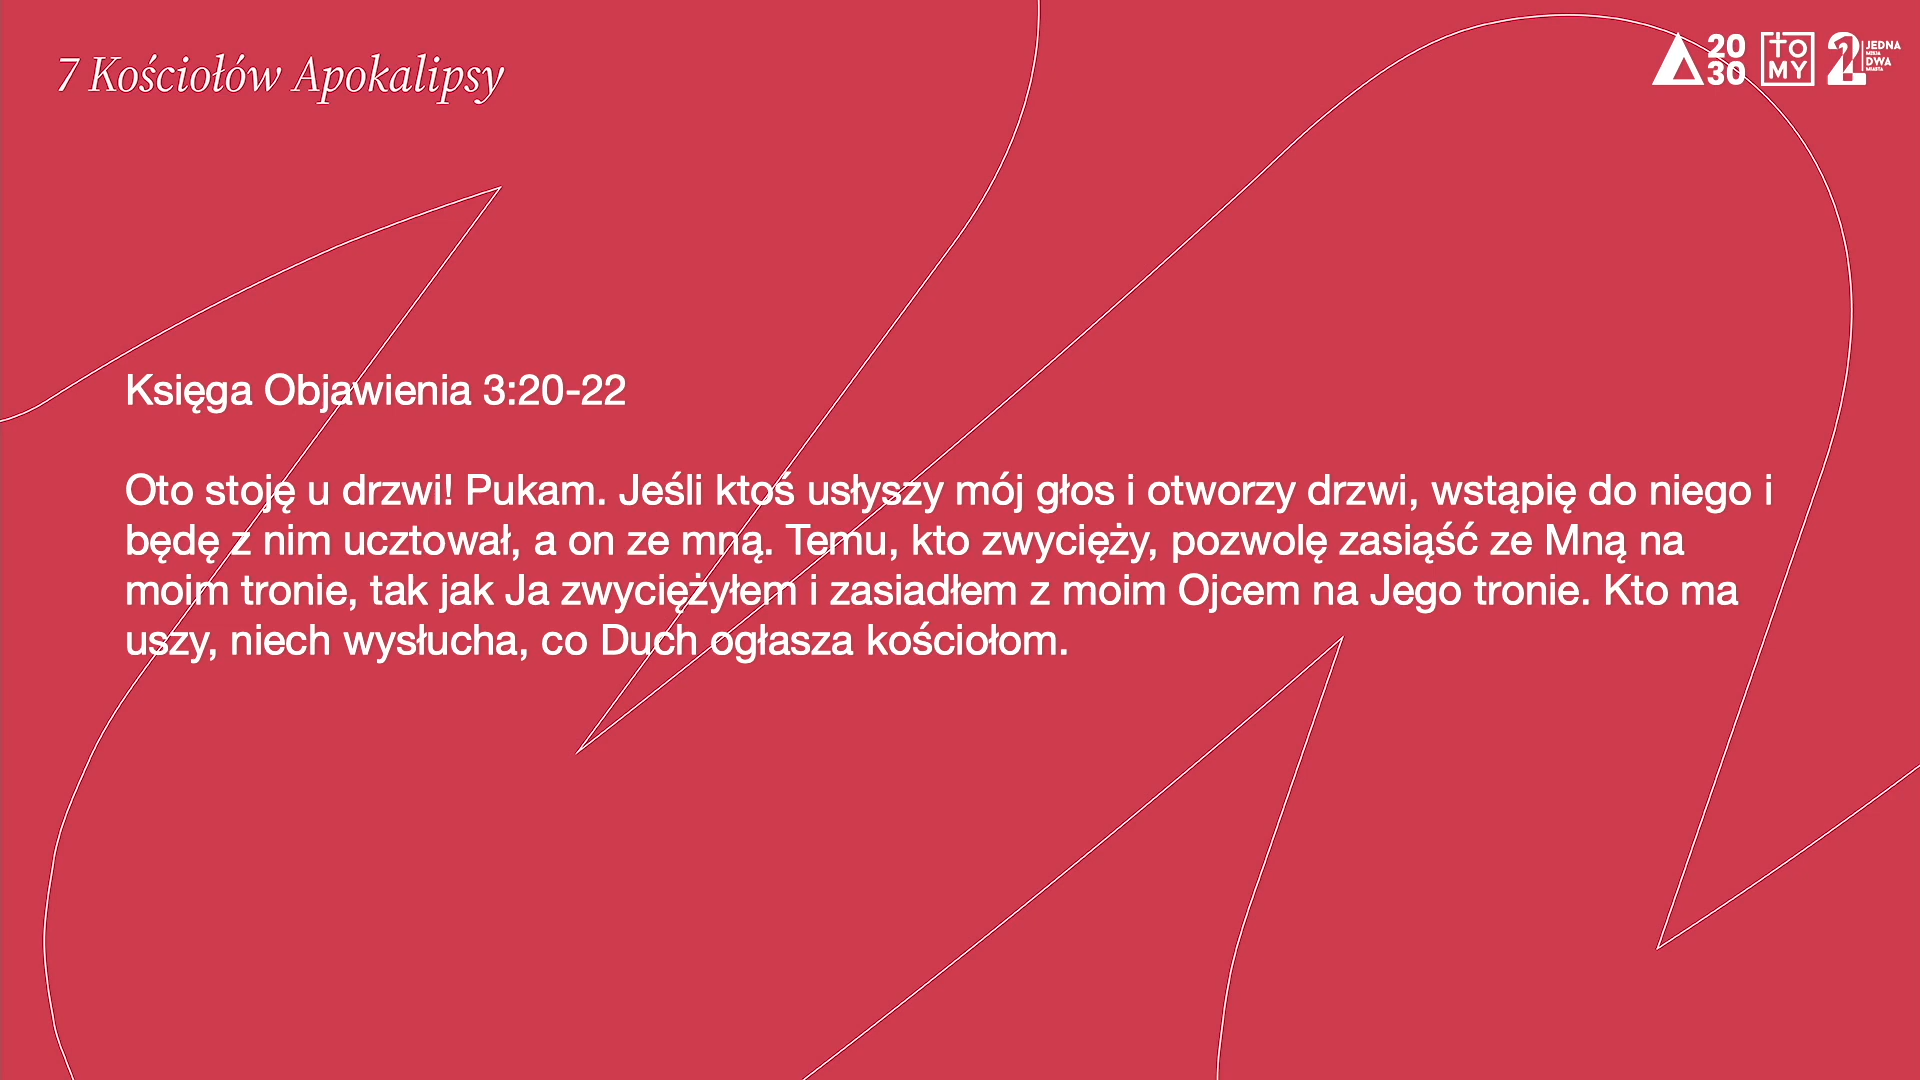 7 Kościołów Apokalipsy
20
30
tO
MY
2
JEDNA
MISJA
DWA
MIASTA
Księga Objawienia 3:20-22
Oto stoję u drzwi! Pukam. Jeśli ktoś usłyszy mój głos i otworzy drzwi, wstąpię do niego i
będę z nim ucztował, a on ze mną. Temu, kto zwycięży, pozwolę zasiąść ze Mną na
moim tronie, tak jak Ja zwyciężyłem i zasiadłem z moim Ojcem na Jego tronie. Kto ma
uszy, niech wysłucha, co Duch ogłasza kościołom.